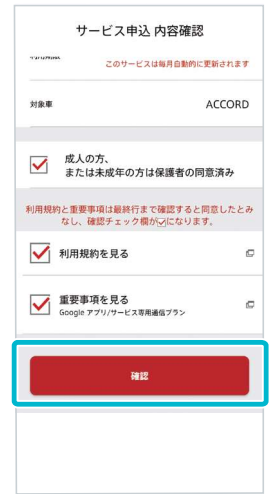 サービス申込 内容確認
このサービスは毎月自動的に更新されます
対象車
ACCORD
成人の方、
または未成年の方は保護者の同意済み
利用規約と重要事項は最終行まで確認すると同意したとみ
なし、確認チェック欄が☑になります。
利用規約を見る
重要事項を見る
Google アプリ/サービス専用通信プラン
確認